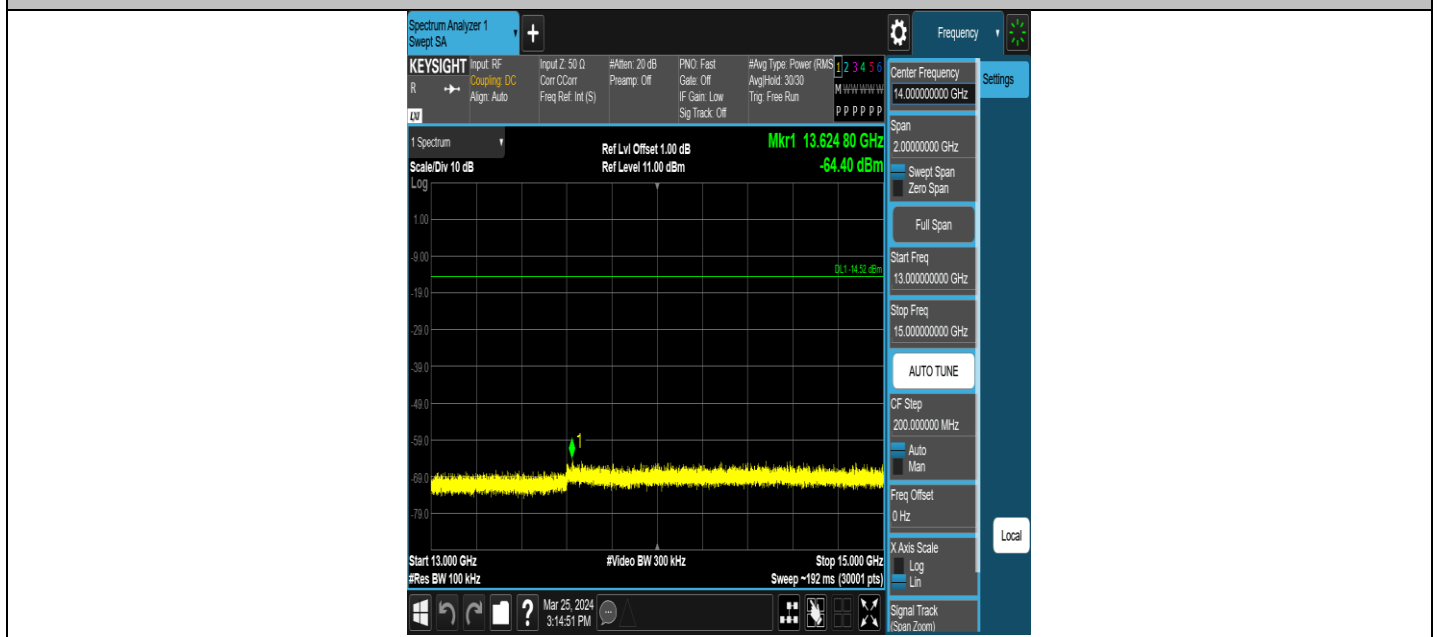 Spectrum Analyzer 1
Swept SA
+
Frequency
KEYSIGHT
R
LXI
Input: RF
Coupling: DC
Align: Auto
Input Z: 50 Ω
Corr CCorr
Freq Ref: Int (S)
#Atten: 20 dB
Preamp: Off
PNO: Fast
Gate: Off
IF Gain: Low
Sig Track: Off
#Avg Type: Power (RMS
Avg|Hold: 30/30
Trig: Free Run
1 2 3 4 5 6
M W W W W W
P P P P P P
1 Spectrum
Scale/Div 10 dB
Log
Ref Lvl Offset 1.00 dB
Ref Level 11.00 dBm
Mkr1 13.624 80 GHz
-64.40 dBm
1.00
-9.00
-19.0
-29.0
-39.0
-49.0
-59.0
-69.0
-79.0
DL1 -14.52 dBm
1
Start 13.000 GHz
#Res BW 100 kHz
#Video BW 300 kHz
Stop 15.000 GHz
Sweep ~192 ms (30001 pts)
Center Frequency
14.000000000 GHz
Span
2.00000000 GHz
Swept Span
Zero Span
Full Span
Start Freq
13.000000000 GHz
Stop Freq
15.000000000 GHz
AUTO TUNE
CF Step
200.000000 MHz
Auto
Man
Freq Offset
0 Hz
X Axis Scale
Log
Lin
Signal Track
(Span Zoom)
Settings
Local
?
Mar 25, 2024
3:14:51 PM